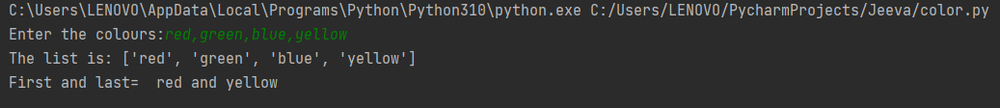 C:\Users\LENOVO\AppData\Local\Programs\Python\Python310\python.exe C:/Users/LENOVO/PycharmProjects/Jeeva/color.py
Enter the colours:red,green,blue,yellow
The list is: ['red', 'green', 'blue', 'yellow']
First and last=  red and yellow